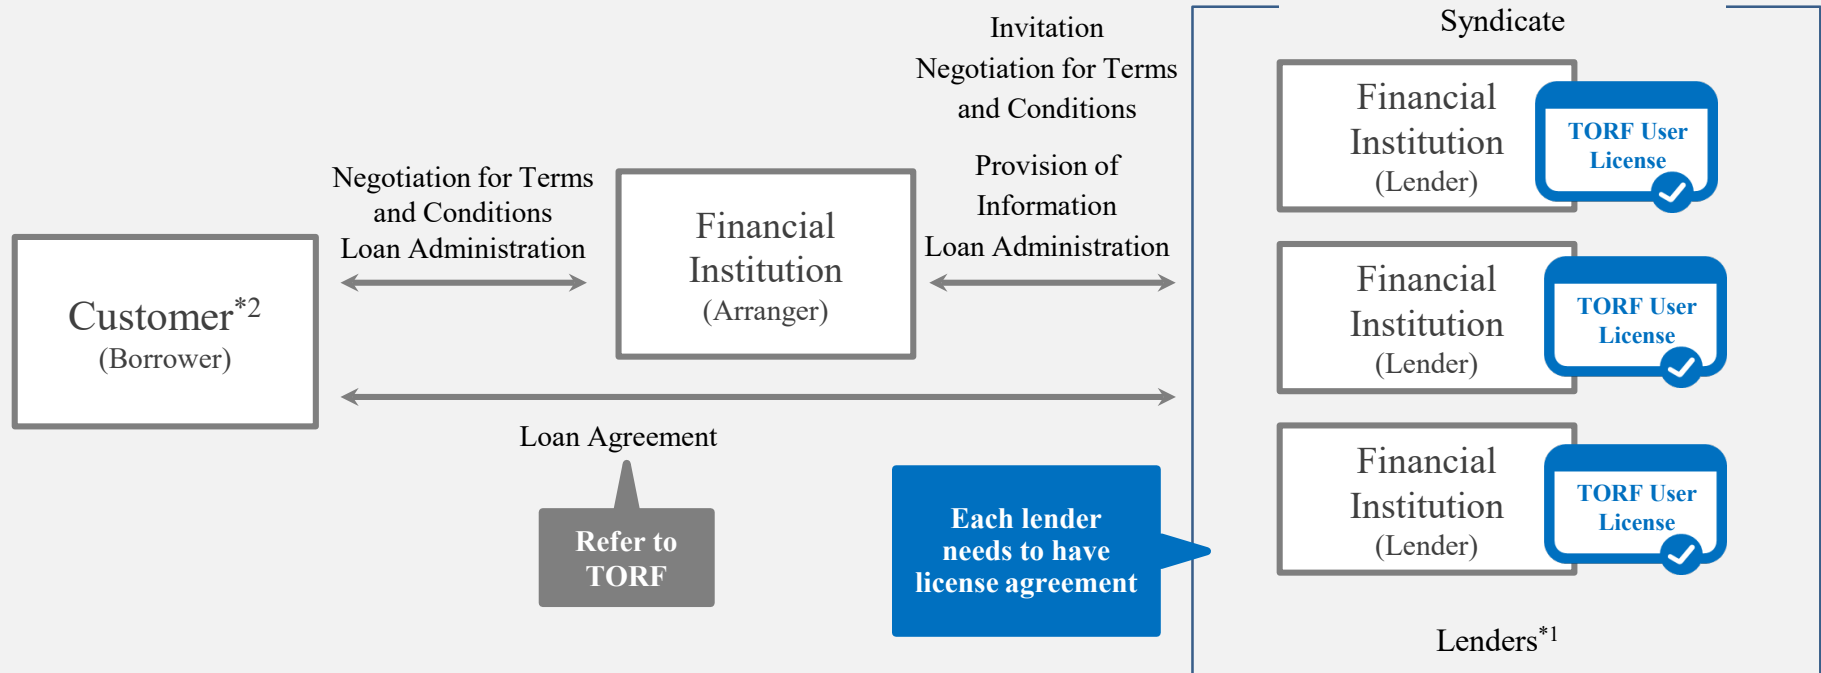 Customer*2
(Borrower)
Negotiation for Terms
and Conditions
Loan Administration
Financial
Institution
(Arranger)
Invitation
Negotiation for Terms
and Conditions
Provision of
Information
Loan Administration
Loan Agreement
Refer to
TORF
Each lender
needs to have
license agreement
Syndicate
Financial
Institution
(Lender)
TORF User
License
Financial
Institution
(Lender)
TORF User
License
Financial
Institution
(Lender)
TORF User
License
Lenders*1